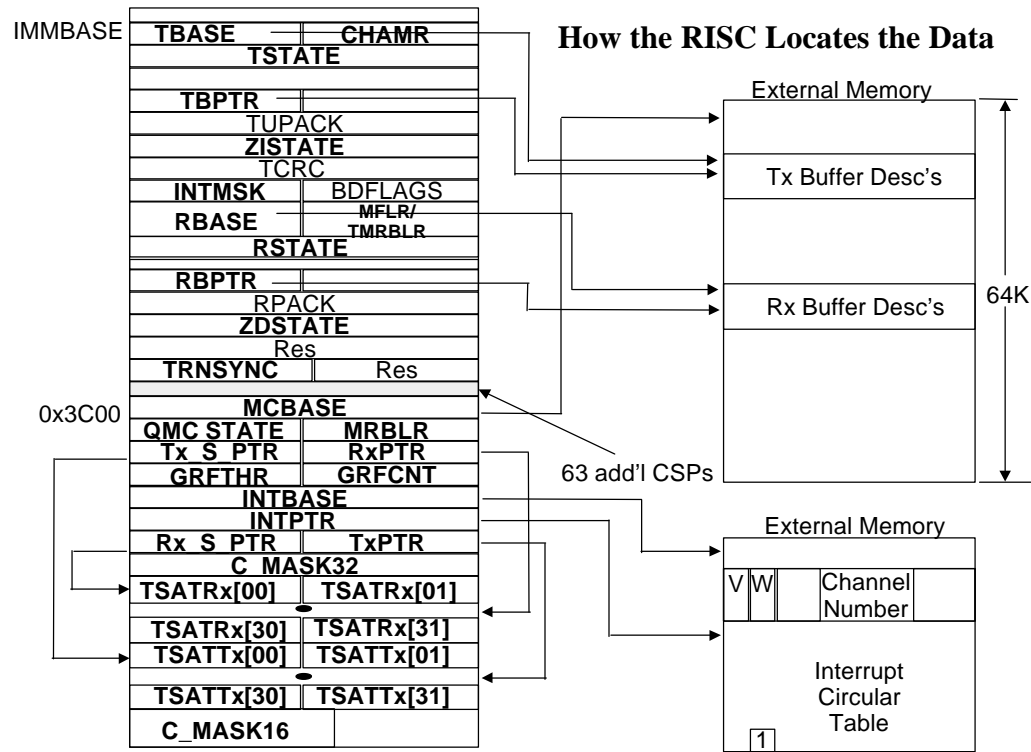 How the RISC Locates the Data
IMMBASE
TBASE CHAMR
TSTATE
TBPTR
TUPACK
ZISTATE
TCRC
INTMSK BDFLAGS
RBASE MFLR/
TMRBLR
RSTATE
RBPTR
RPACK
ZDSTATE
Res
TRNSYNC Res
0x3C00
MCBASE
QMC STATE MRBLR
Tx_S_PTR RxPTR
GRFTHR GRFCNT
INTBASE
INTPTR
Rx_S_PTR TxPTR
C_MASK32
TSATRx[00] TSATRx[01]
TSATRx[30] TSATRx[31]
TSATTx[00] TSATTx[01]
TSATTx[30] TSATTx[31]
C_MASK16
63 add'l CSPs
External Memory
Tx Buffer Desc's
Rx Buffer Desc's
64K
External Memory
V W Channel
Number
Interrupt
Circular
Table
1